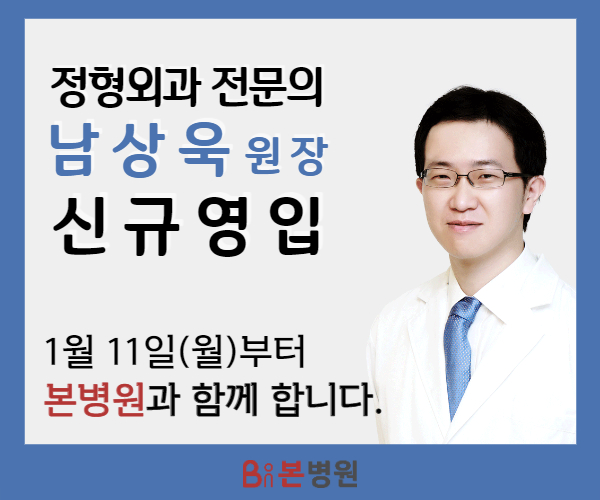 정형외과 전문의
남상욱 원장
신규영입
1월 11일(월)부터
본병원과 함께 합니다.
Bon 본병원